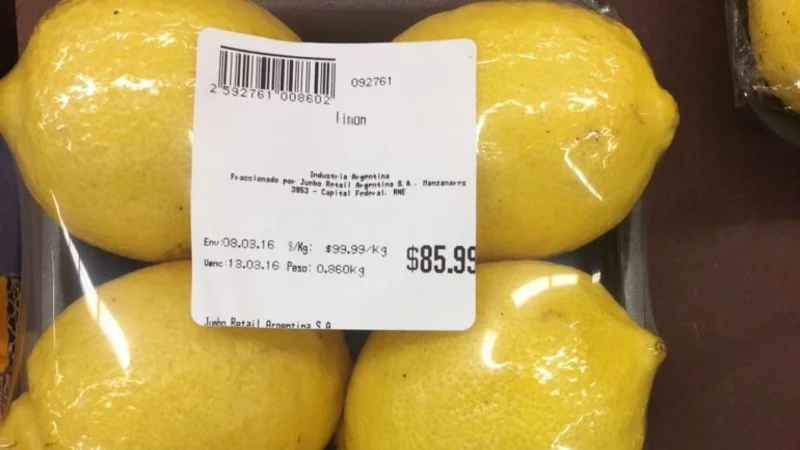 092761
2 592761 008602
limon
Industria Argentina
Fraccionado por Jumbo Retail Argentina S.A.. Manzanares
3953 - Capital Federal. RNE
Env:08.03.16 $/Kg: $99.99/kg
Venc:13.03.16 Peso: 0.860kg
$85.99
Jumbo Retail Argentina S.A